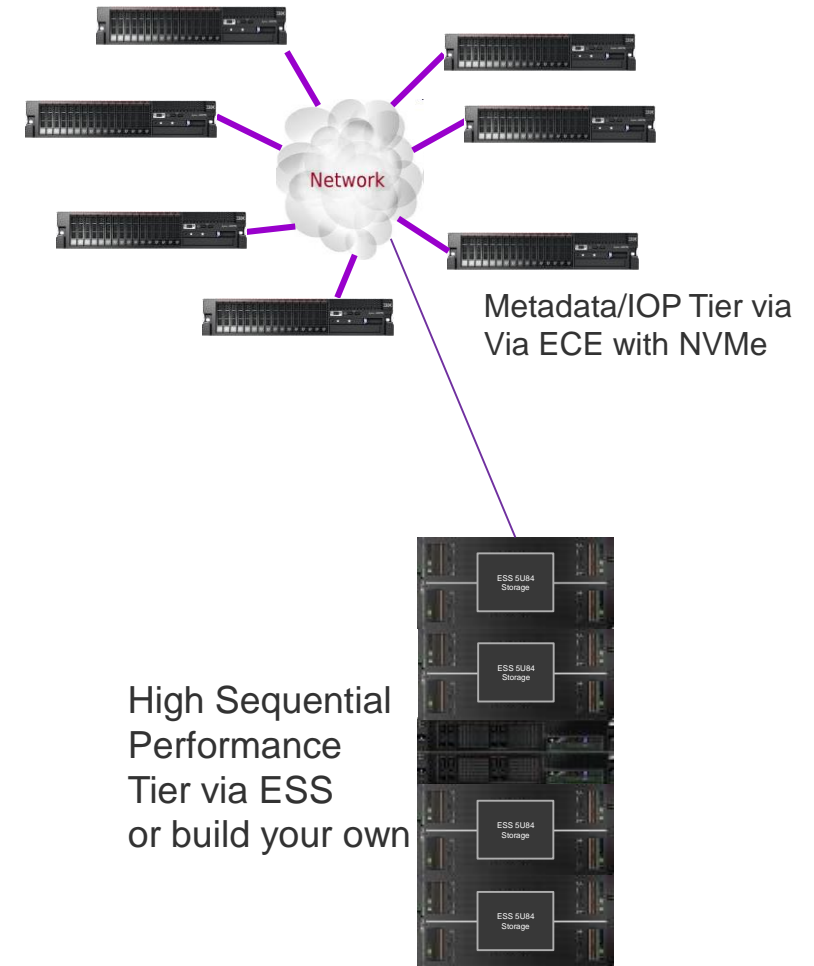 Network
Metadata/IOP Tier via
Via ECE with NVMe
ESS 5U84
Storage
ESS 5U84
Storage
High Sequential
Performance
Tier via ESS
or build your own
ESS 5U84
Storage
ESS 5U84
Storage